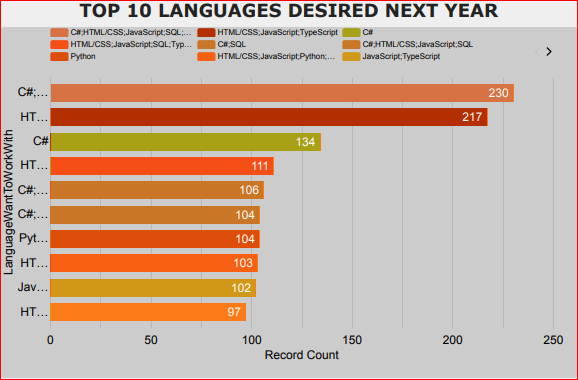 TOP 10 LANGUAGES DESIRED NEXT YEAR
C#;HTML/CSS;JavaScript;SQL;… HTML/CSS;JavaScript;TypeScript C#
HTML/CSS;JavaScript;SQL;Typ… C#;SQL C#;HTML/CSS;JavaScript;SQL
Python HTML/CSS;JavaScript;Python;… JavaScript;TypeScript
LanguageWantToWorkWith
C#;… 230
HT… 217
C# 134
HT… 111
C#;… 106
C#;… 104
Pyt… 104
HT… 103
Jav… 102
HT… 97
0 50 100 150 200 250
Record Count